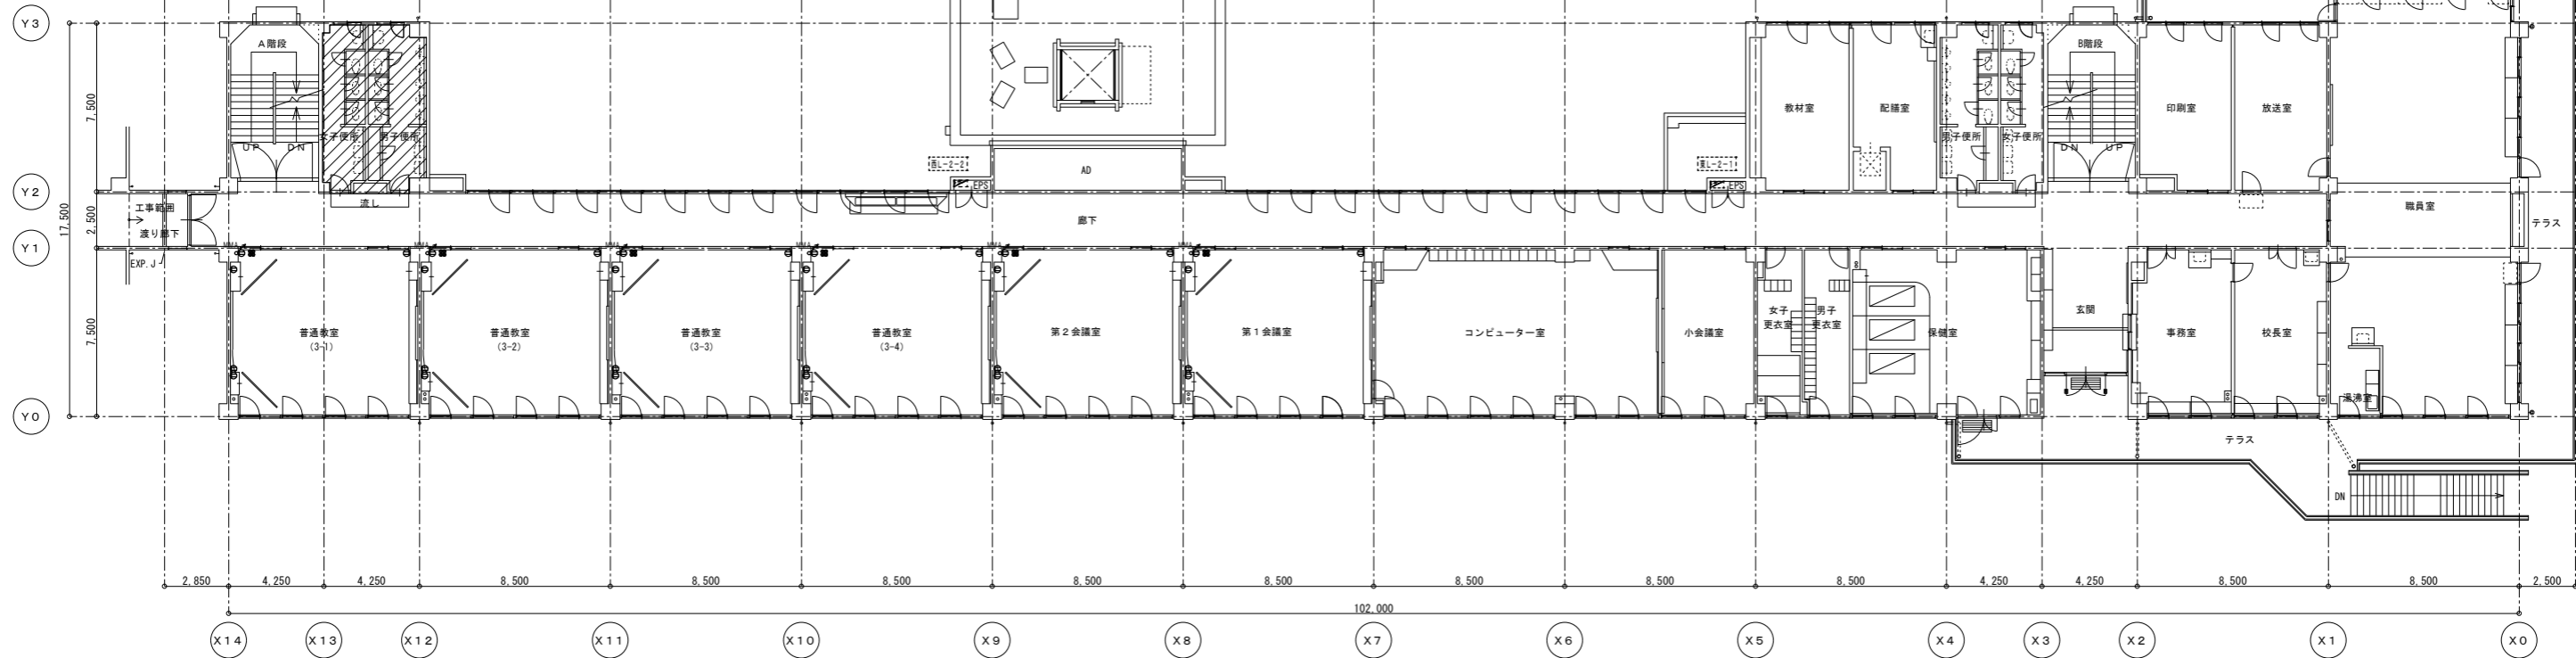 Y3
A階段
B階段
7,500
教材室
配膳室
印刷室
放送室
女子便所
男子便所
男子便所
女子便所
UP
DN
DN
UP
西L-2-2
EPS
AD
東L-2-1
EPS
Y2
流し
工事範囲
渡り廊下
17,500
2,500
廊下
職員室
テラス
Y1
EXP.J
7,500
普通教室
(3-1)
普通教室
(3-2)
普通教室
(3-3)
普通教室
(3-4)
第2会議室
第1会議室
コンピューター室
小会議室
女子
更衣室
男子
更衣室
保健室
玄関
事務室
校長室
湯沸室
Y0
テラス
DN
2,850
4,250
4,250
8,500
8,500
8,500
8,500
8,500
8,500
8,500
8,500
4,250
4,250
8,500
8,500
2,500
102,000
X14
X13
X12
X11
X10
X9
X8
X7
X6
X5
X4
X3
X2
X1
X0